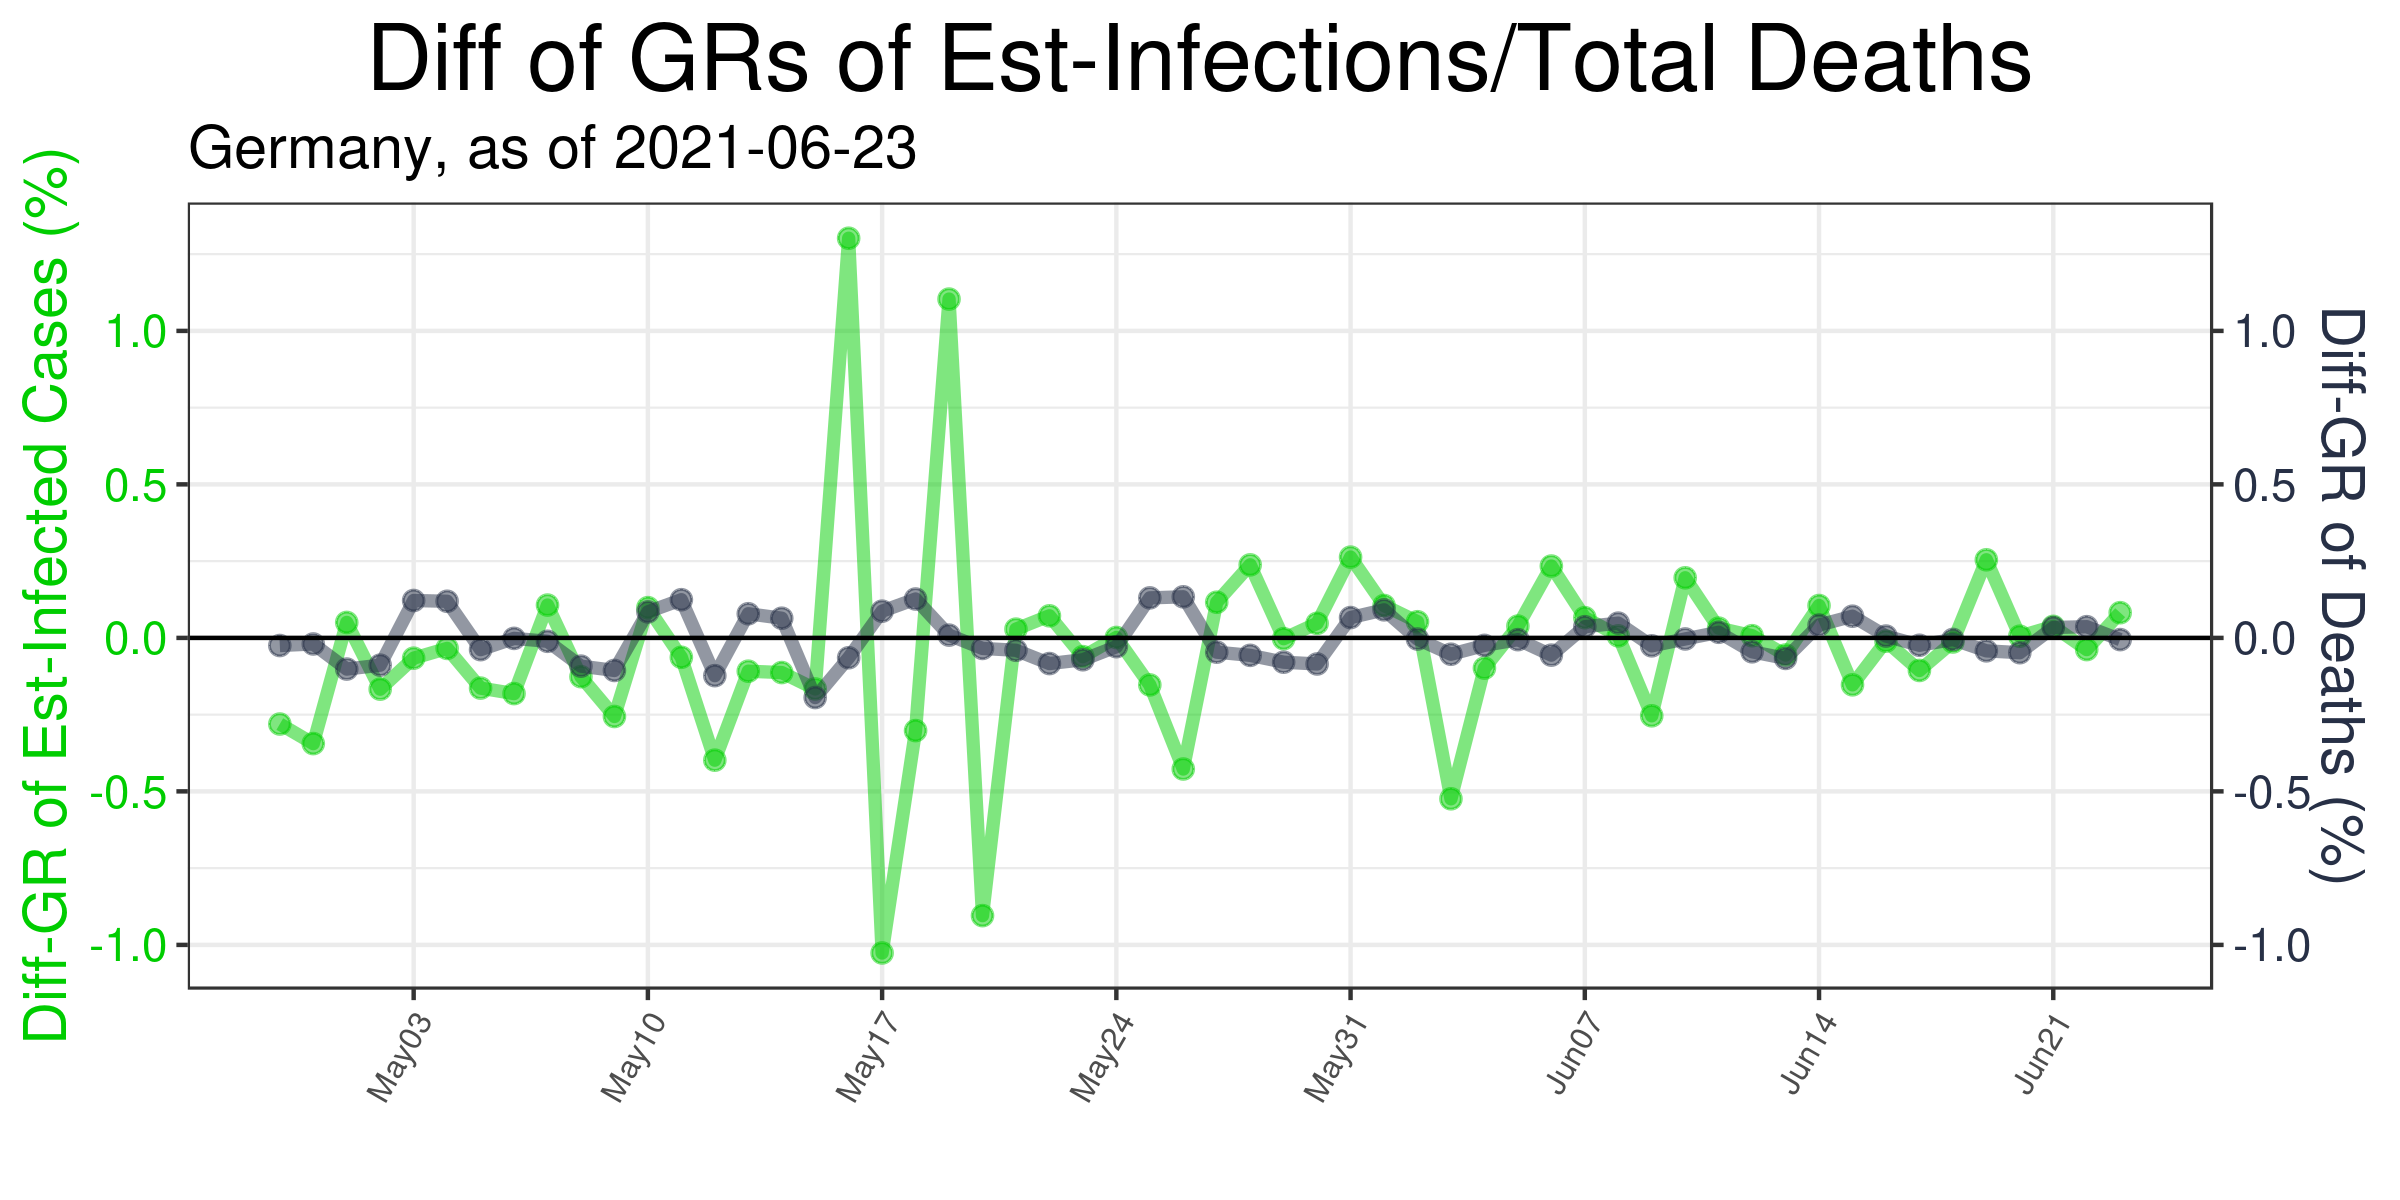 Diff of GRs of Est-Infections/Total Deaths
Germany, as of 2021-06-23
Diff-GR of Est-Infected Cases (%)
1.0
0.5
0.0
-0.5
-1.0
1.0
0.5
0.0
-0.5
-1.0
Diff-GR of Deaths (%)
May03
May10
May17
May24
May31
Jun07
Jun14
Jun21